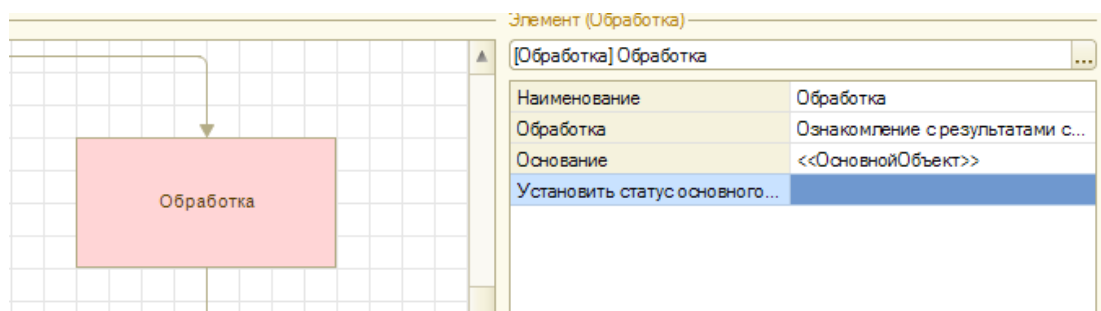 Элемент (Обработка)
[Обработка] Обработка ...
Наименование Обработка
Обработка Ознакомление с результатами с...
Основание <<ОсновнойОбъект>>
Установить статус основного...
Обработка